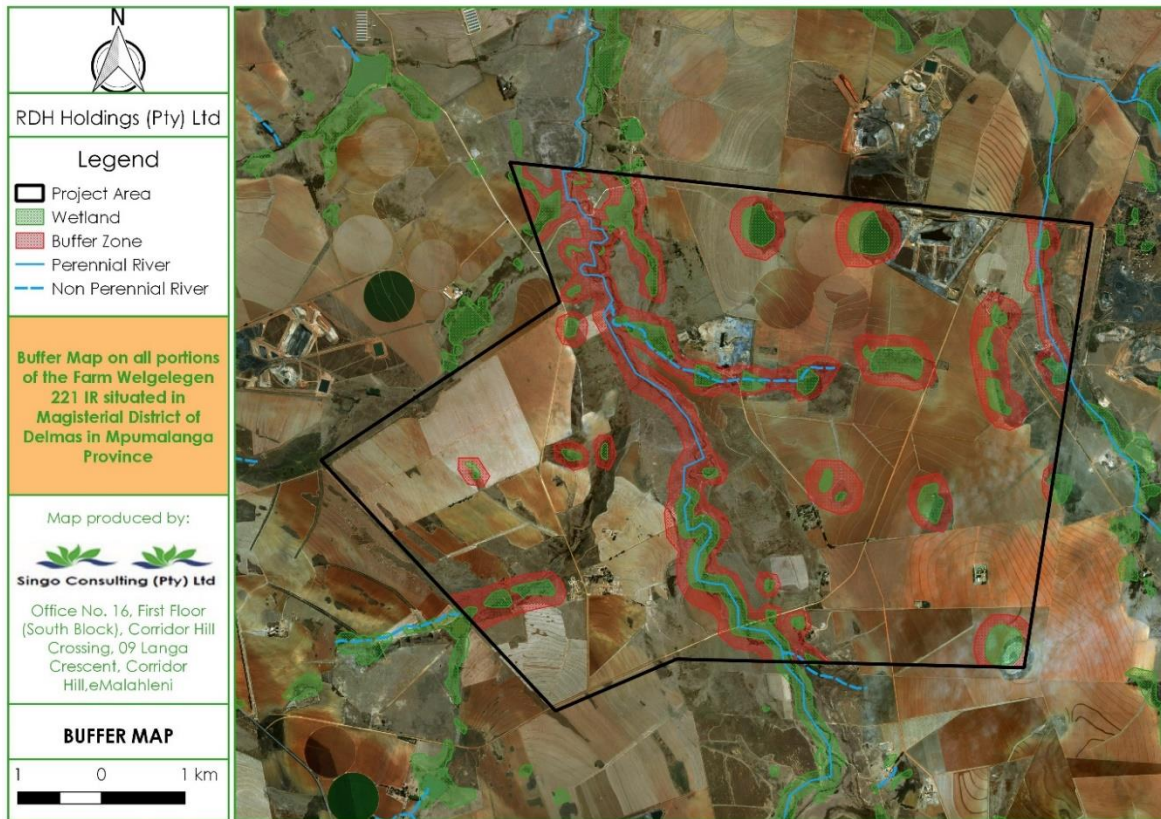 N
RDH Holdings (Pty) Ltd
Legend
Project Area
Wetland
Buffer Zone
Perennial River
Non Perennial River
Buffer Map on all portions
of the Farm Welgelegen
221 IR situated in
Magisterial District of
Delmas in Mpumalanga
Province
Map produced by:
Singo Consulting (Pty) Ltd
Office No. 16, First Floor
(South Block), Corridor Hill
Crossing, 09 Langa
Crescent, Corridor
Hill,eMalahleni
BUFFER MAP
1 0 1 km